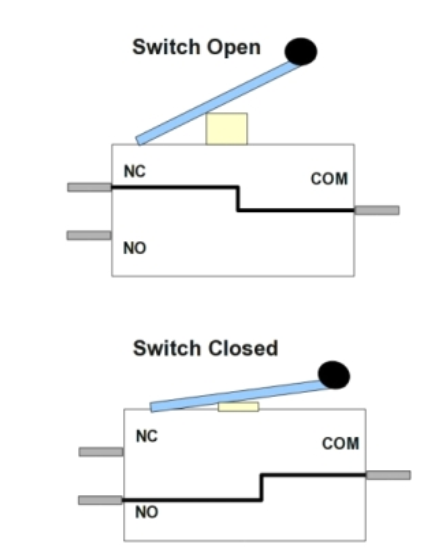 Switch Open
NC
COM
NO
Switch Closed
NC
COM
NO